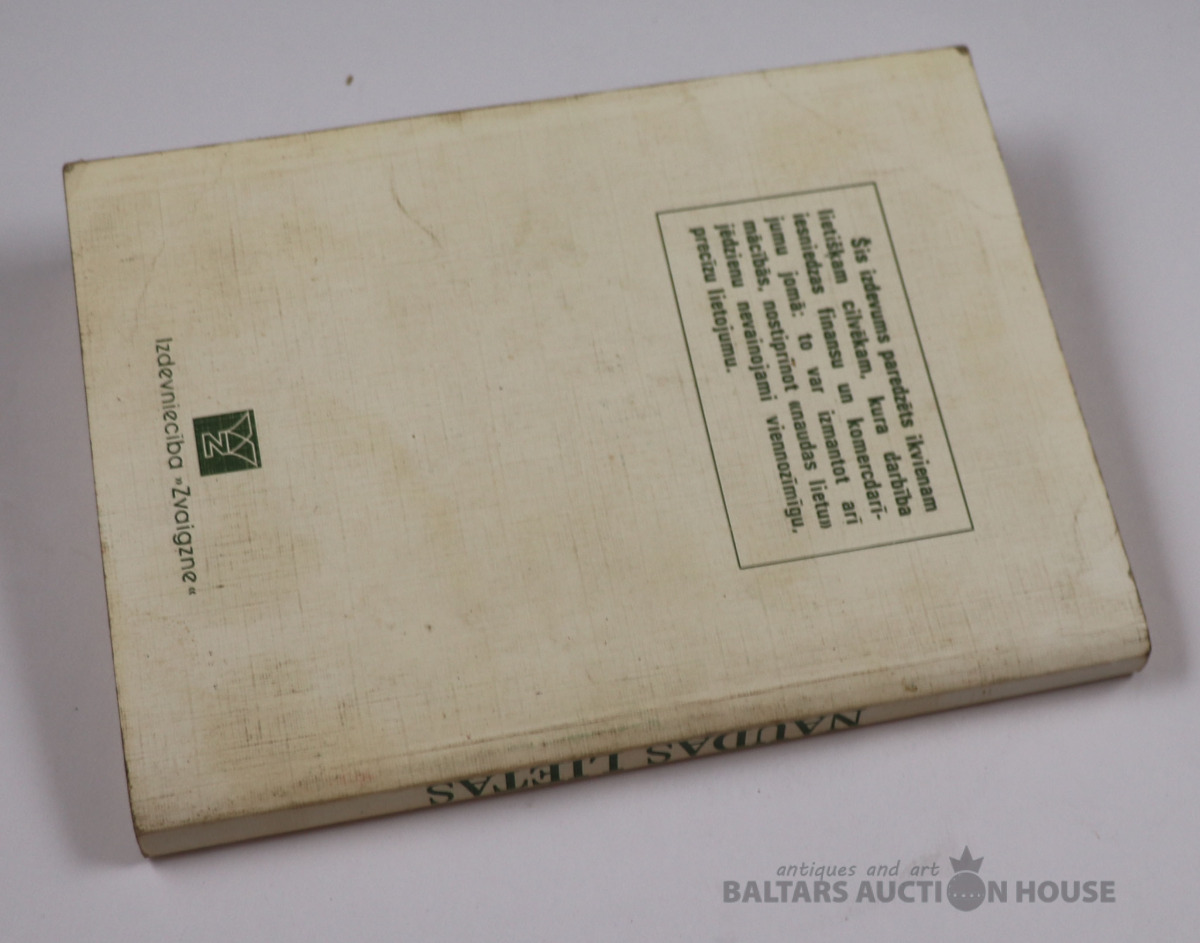 Šis izdevums paredzēts ikvienam
lietišķam cilvēkam, kura darbība
iesniedzas finansu un komercdarī-
jumu jomā: to var izmantot arī
mācībās, nostiprinot «naudas lietu»
jēdzienu nevainojami viennozīmīgu,
precīzu lietojumu.
Izdevniecība “Zvaigzne“
NAUDAS LIETAS
antiques and art
BALTARS AUCTION HOUSE